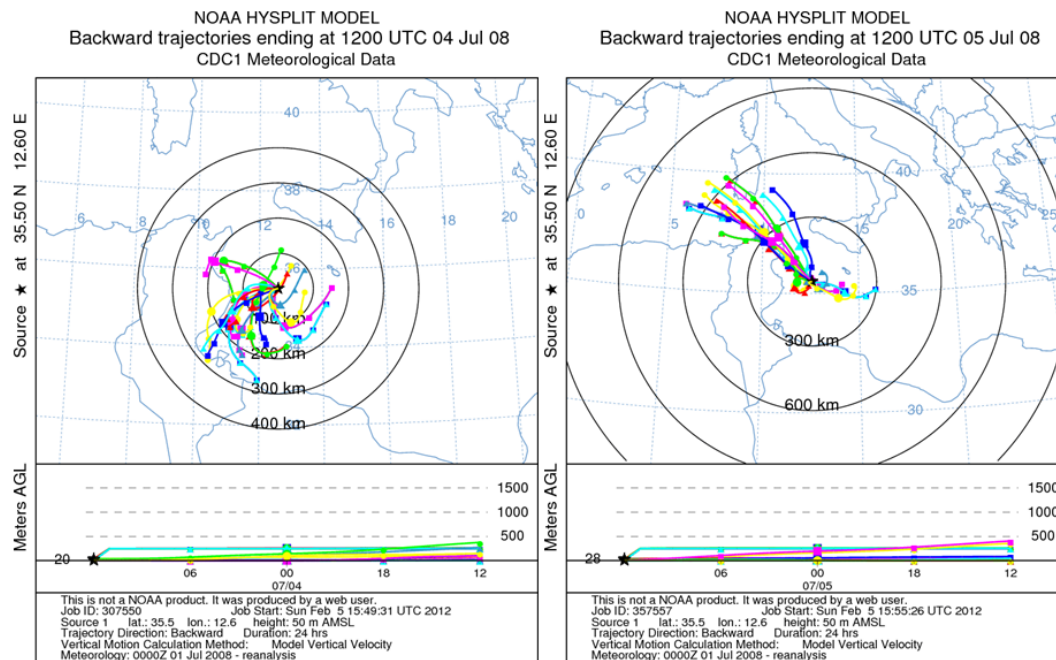 NOAA HYSPLIT MODEL
Backward trajectories ending at 1200 UTC 04 Jul 08
CDC1 Meteorological Data
Source ★ at 35.50 N 12.60 E
40
38
6
8
10
12
14
16
18
20
36
34
100 km
200 km
300 km
400 km
Meters AGL
1500
1000
500
20
06
00
18
12
07/04
This is not a NOAA product. It was produced by a web user.
Job ID: 307550 Job Start: Sun Feb 5 15:49:31 UTC 2012
Source 1 lat.: 35.5 lon.: 12.6 height: 50 m AMSL
Trajectory Direction: Backward Duration: 24 hrs
Vertical Motion Calculation Method: Model Vertical Velocity
Meteorology: 0000Z 01 Jul 2008 - reanalysis
NOAA HYSPLIT MODEL
Backward trajectories ending at 1200 UTC 05 Jul 08
CDC1 Meteorological Data
Source ★ at 35.50 N 12.60 E
40
0
5
15
20
25
35
300 km
600 km
30
Meters AGL
1500
1000
500
28
06
00
18
12
07/05
This is not a NOAA product. It was produced by a web user.
Job ID: 357557 Job Start: Sun Feb 5 15:55:26 UTC 2012
Source 1 lat.: 35.5 lon.: 12.6 height: 50 m AMSL
Trajectory Direction: Backward Duration: 24 hrs
Vertical Motion Calculation Method: Model Vertical Velocity
Meteorology: 0000Z 01 Jul 2008 - reanalysis